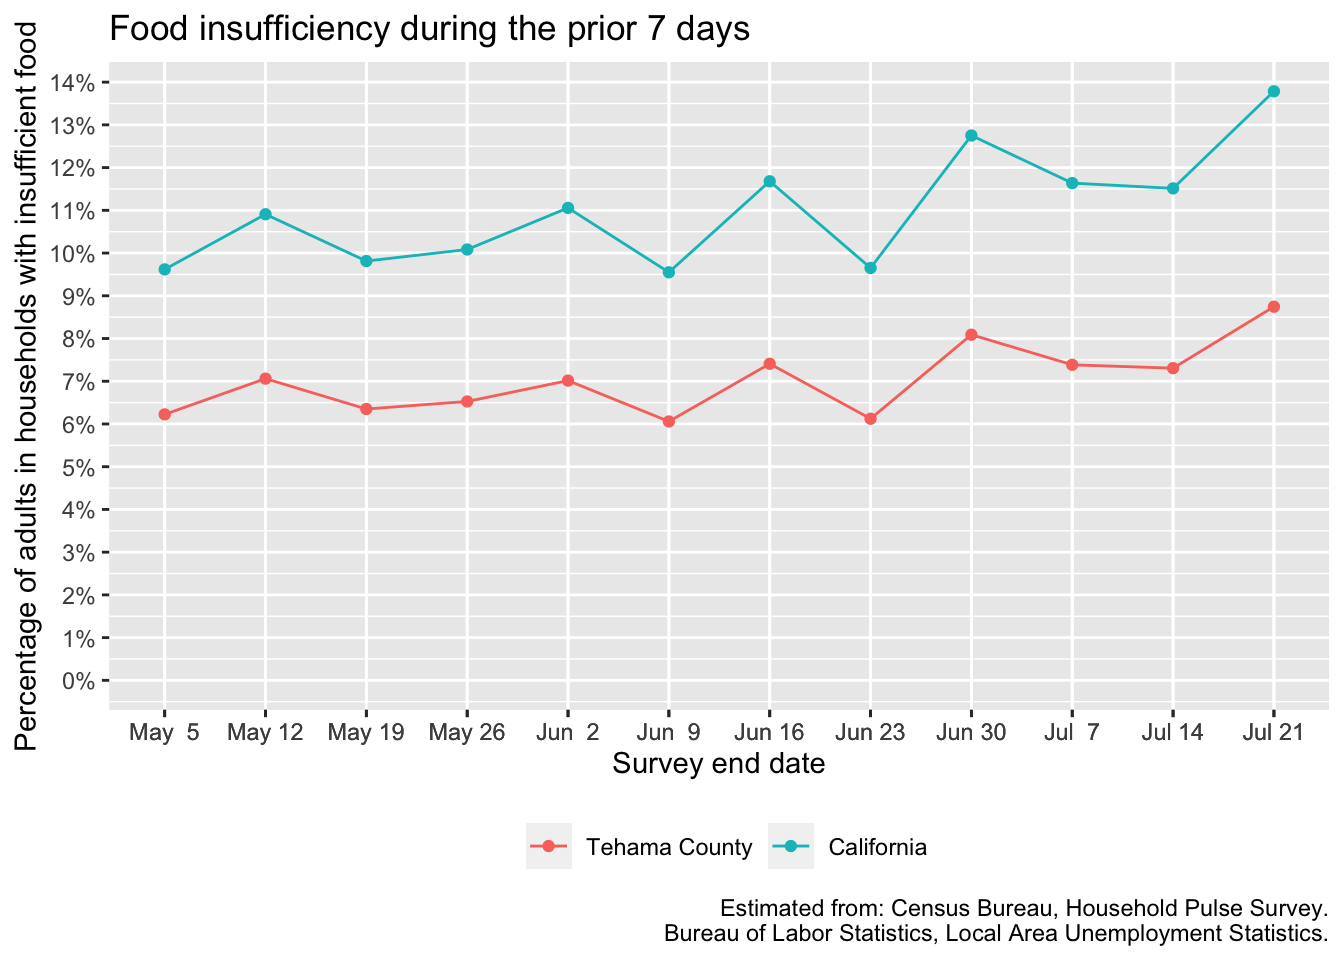 Food insufficiency during the prior 7 days
Percentage of adults in households with insufficient food
14%
13%
12%
11%
10%
9%
8%
7%
6%
5%
4%
3%
2%
1%
0%
May 5 May 12 May 19 May 26 Jun 2 Jun 9 Jun 16 Jun 23 Jun 30 Jul 7 Jul 14 Jul 21
Survey end date
Tehama County California
Estimated from: Census Bureau, Household Pulse Survey.
Bureau of Labor Statistics, Local Area Unemployment Statistics.